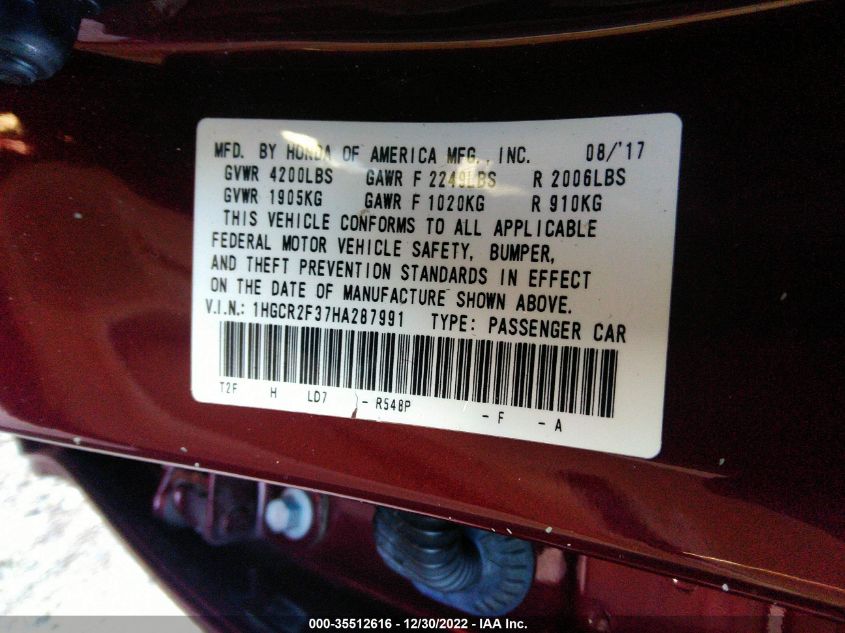 MFD. BY HONDA OF AMERICA MFG., INC. 08/'17
GVWR 4200LBS GAWR F 2249LBS R 2006LBS
GVWR 1905KG GAWR F 1020KG R 910KG
THIS VEHICLE CONFORMS TO ALL APPLICABLE
FEDERAL MOTOR VEHICLE SAFETY, BUMPER,
AND THEFT PREVENTION STANDARDS IN EFFECT
ON THE DATE OF MANUFACTURE SHOWN ABOVE.
V.I.N.: 1HGCR2F37HA287991 TYPE: PASSENGER CAR
T2F H LD7 - R548P - F - A
000-35512616 - 12/30/2022 - IAA Inc.